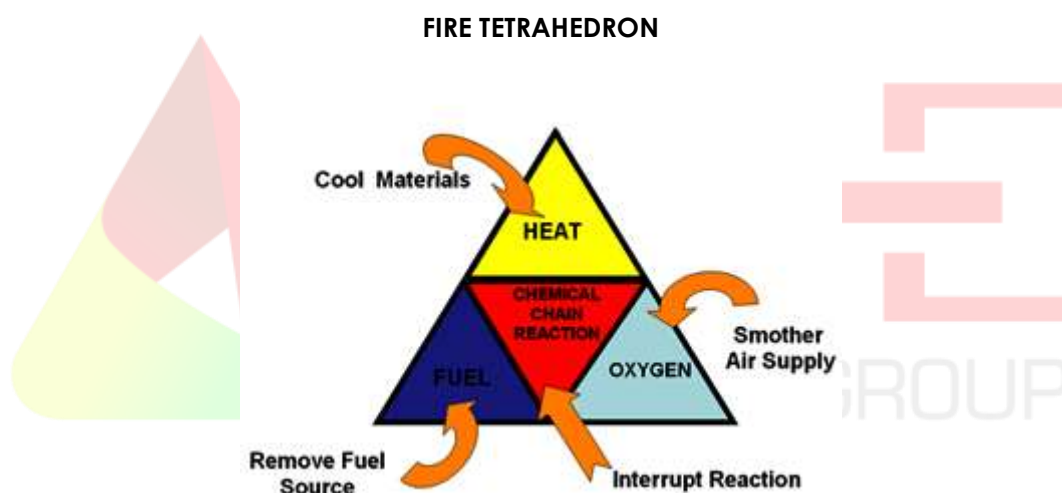 FIRE TETRAHEDRON
Cool Materials
HEAT
CHEMICAL
CHAIN
REACTION
FUEL
OXYGEN
Smother
Air Supply
Remove Fuel
Source
Interrupt Reaction
GROUP